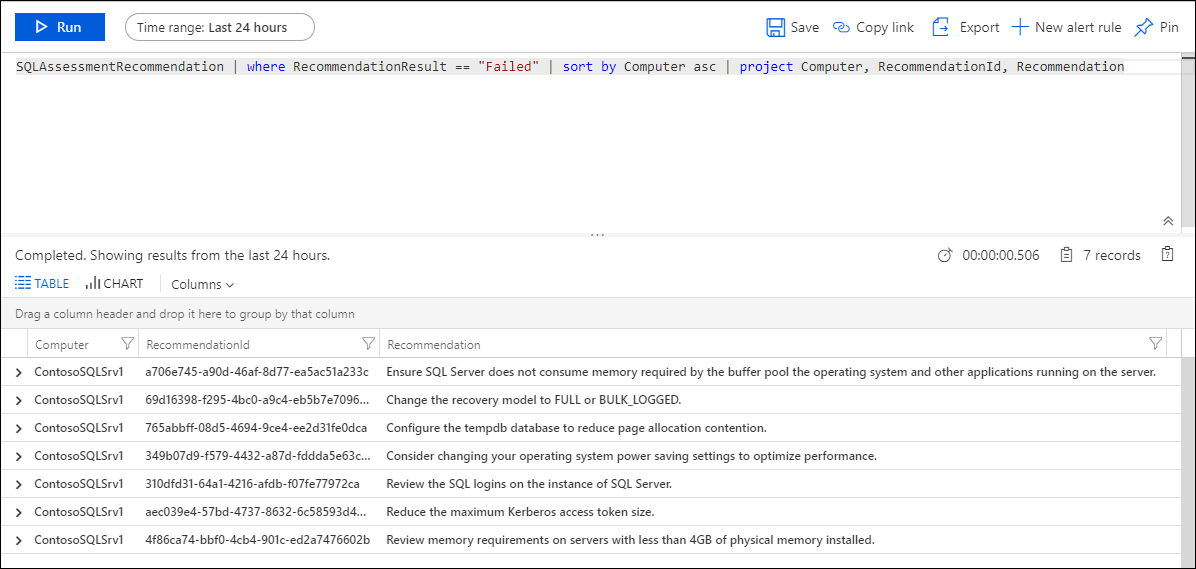 Run Time range: Last 24 hours Save Copy link Export New alert rule Pin
SQLAssessmentRecommendation | where RecommendationResult == "Failed" | sort by Computer asc | project Computer, RecommendationId, Recommendation
...
Completed. Showing results from the last 24 hours. 00:00:00.506 7 records ?
TABLE CHART Columns
Drag a column header and drop it here to group by that column
Computer RecommendationId Recommendation
ContosoSQLSrv1 a706e745-a90d-46af-8d77-ea5ac51a233c Ensure SQL Server does not consume memory required by the buffer pool the operating system and other applications running on the server.
ContosoSQLSrv1 69d16398-f295-4bc0-a9c4-eb5b7e7096... Change the recovery model to FULL or BULK_LOGGED.
ContosoSQLSrv1 765abbff-08d5-4694-9ce4-ee2d31fe0dca Configure the tempdb database to reduce page allocation contention.
ContosoSQLSrv1 349b07d9-f579-4432-a87d-fddda5e63c... Consider changing your operating system power saving settings to optimize performance.
ContosoSQLSrv1 310dfd31-64a1-4216-afdb-f07fe77972ca Review the SQL logins on the instance of SQL Server.
ContosoSQLSrv1 aec039e4-57bd-4737-8632-6c58593d4... Reduce the maximum Kerberos access token size.
ContosoSQLSrv1 4f86ca74-bbf0-4cb4-901c-ed2a7476602b Review memory requirements on servers with less than 4GB of physical memory installed.